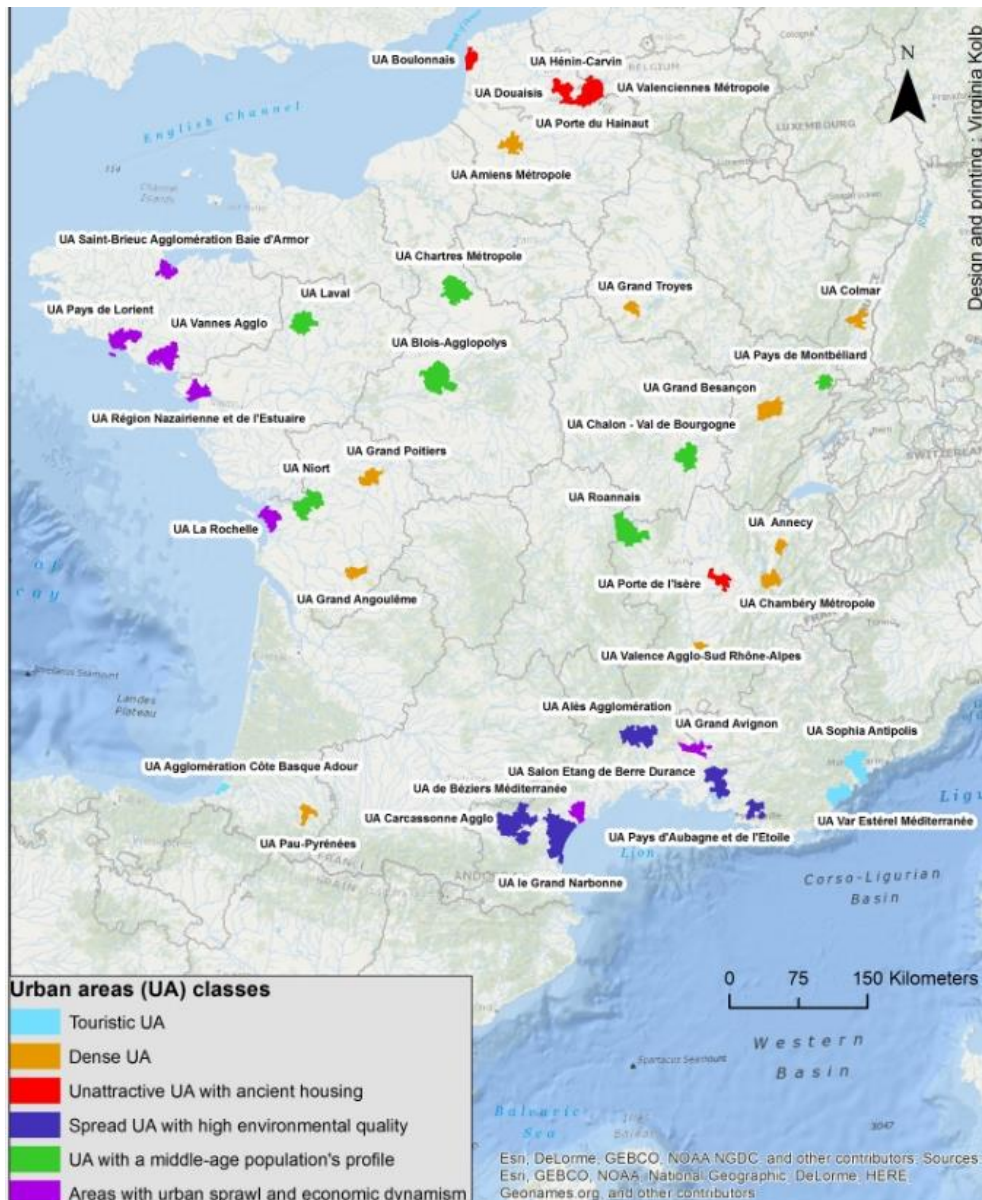 UA Boulonnais
UA Hénin-Carvin
BELGIUM
UA Douaisis
UA Valenciennes Métropole
UA Porte du Hainaut
LUXEMBOURG
N
Design and printing : Virginia Kolb
English Channel
UA Amiens Métropole
Channel
Islands
UA Saint-Brieuc Agglomération Baie d'Armor
UA Chartres Métropole
UA Laval
UA Grand Troyes
UA Colmar
UA Pays de Lorient
UA Vannes Agglo
UA Blois-Agglopolys
UA Pays de Montbéliard
UA Grand Besançon
UA Région Nazairienne et de l'Estuaire
UA Chalon - Val de Bourgogne
SWITZERLAND
UA Grand Poitiers
UA Niort
UA Roannais
UA La Rochelle
UA Annecy
UA Porte de l'Isère
UA Grand Angoulême
UA Chambéry Métropole
UA Valence Agglo-Sud Rhône-Alpes
Landes
Plateau
UA Alès Agglomération
UA Grand Avignon
UA Sophia Antipolis
UA Agglomération Côte Basque Adour
UA Salon Etang de Berre Durance
UA de Béziers Méditerranée
UA Carcassonne Agglo
UA Var Estérel Méditerranée
UA Pau-Pyrénées
UA Pays d'Aubagne et de l'Etoile
Lion
UA le Grand Narbonne
Corso-Ligurian
Basin
0 75 150 Kilometers
Western
Basin
Spartacus Seamount
Balearic
Sea
3047
Urban areas (UA) classes
Touristic UA
Dense UA
Unattractive UA with ancient housing
Spread UA with high environmental quality
UA with a middle-age population's profile
Areas with urban sprawl and economic dynamism
Esri, DeLorme, GEBCO, NOAA NGDC, and other contributors, Sources:
Esri, GEBCO, NOAA, National Geographic, DeLorme, HERE,
Geonames.org, and other contributors